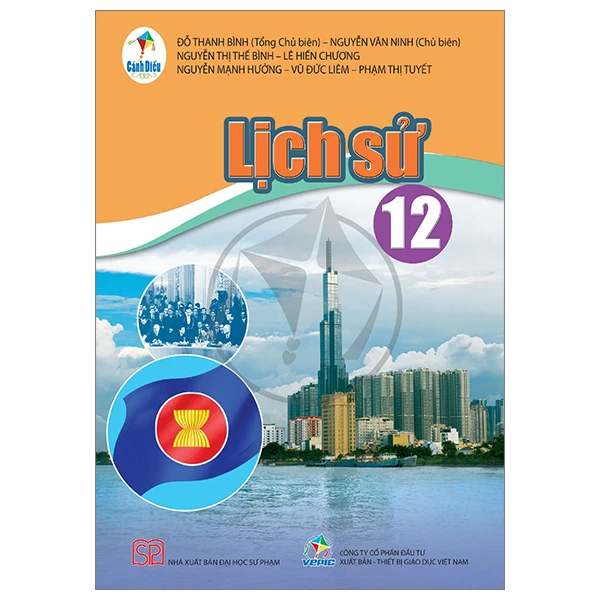 Cánh Diều
ĐỖ THANH BÌNH (Tổng Chủ biên) – NGUYỄN VĂN NINH (Chủ biên)
NGUYỄN THỊ THẾ BÌNH – LÊ HIẾN CHƯƠNG
NGUYỄN MẠNH HƯỞNG – VŨ ĐỨC LIÊM – PHẠM THỊ TUYẾT
Lịch sử
12
SP
NHÀ XUẤT BẢN ĐẠI HỌC SƯ PHẠM
VEPIC
CÔNG TY CỔ PHẦN ĐẦU TƯ
XUẤT BẢN - THIẾT BỊ GIÁO DỤC VIỆT NAM